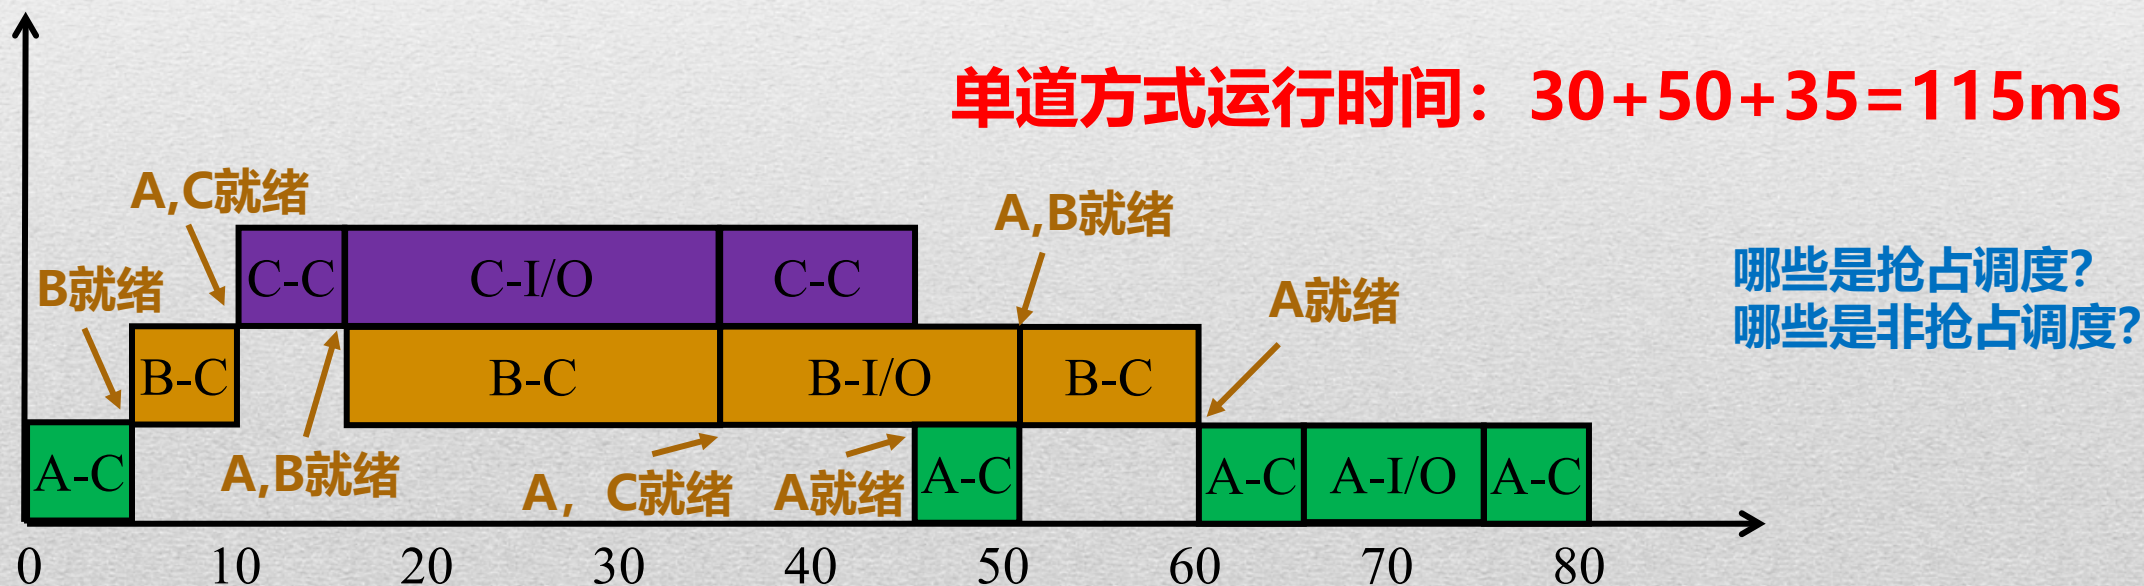 单道方式运行时间：30+50+35=115ms
A,C就绪
A,B就绪
B就绪
C-C
C-I/O
C-C
A就绪
哪些是抢占调度？
哪些是非抢占调度？
B-C
B-C
B-I/O
B-C
A-C
A,B就绪
A，C就绪
A就绪
A-C
A-C
A-I/O
A-C
0 10 20 30 40 50 60 70 80